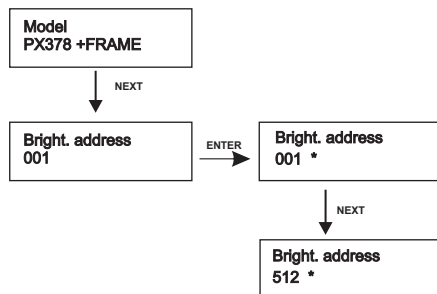 Model
PX378 +FRAME
NEXT
Bright. address
001
ENTER
Bright. address
001 *
NEXT
Bright. address
512 *